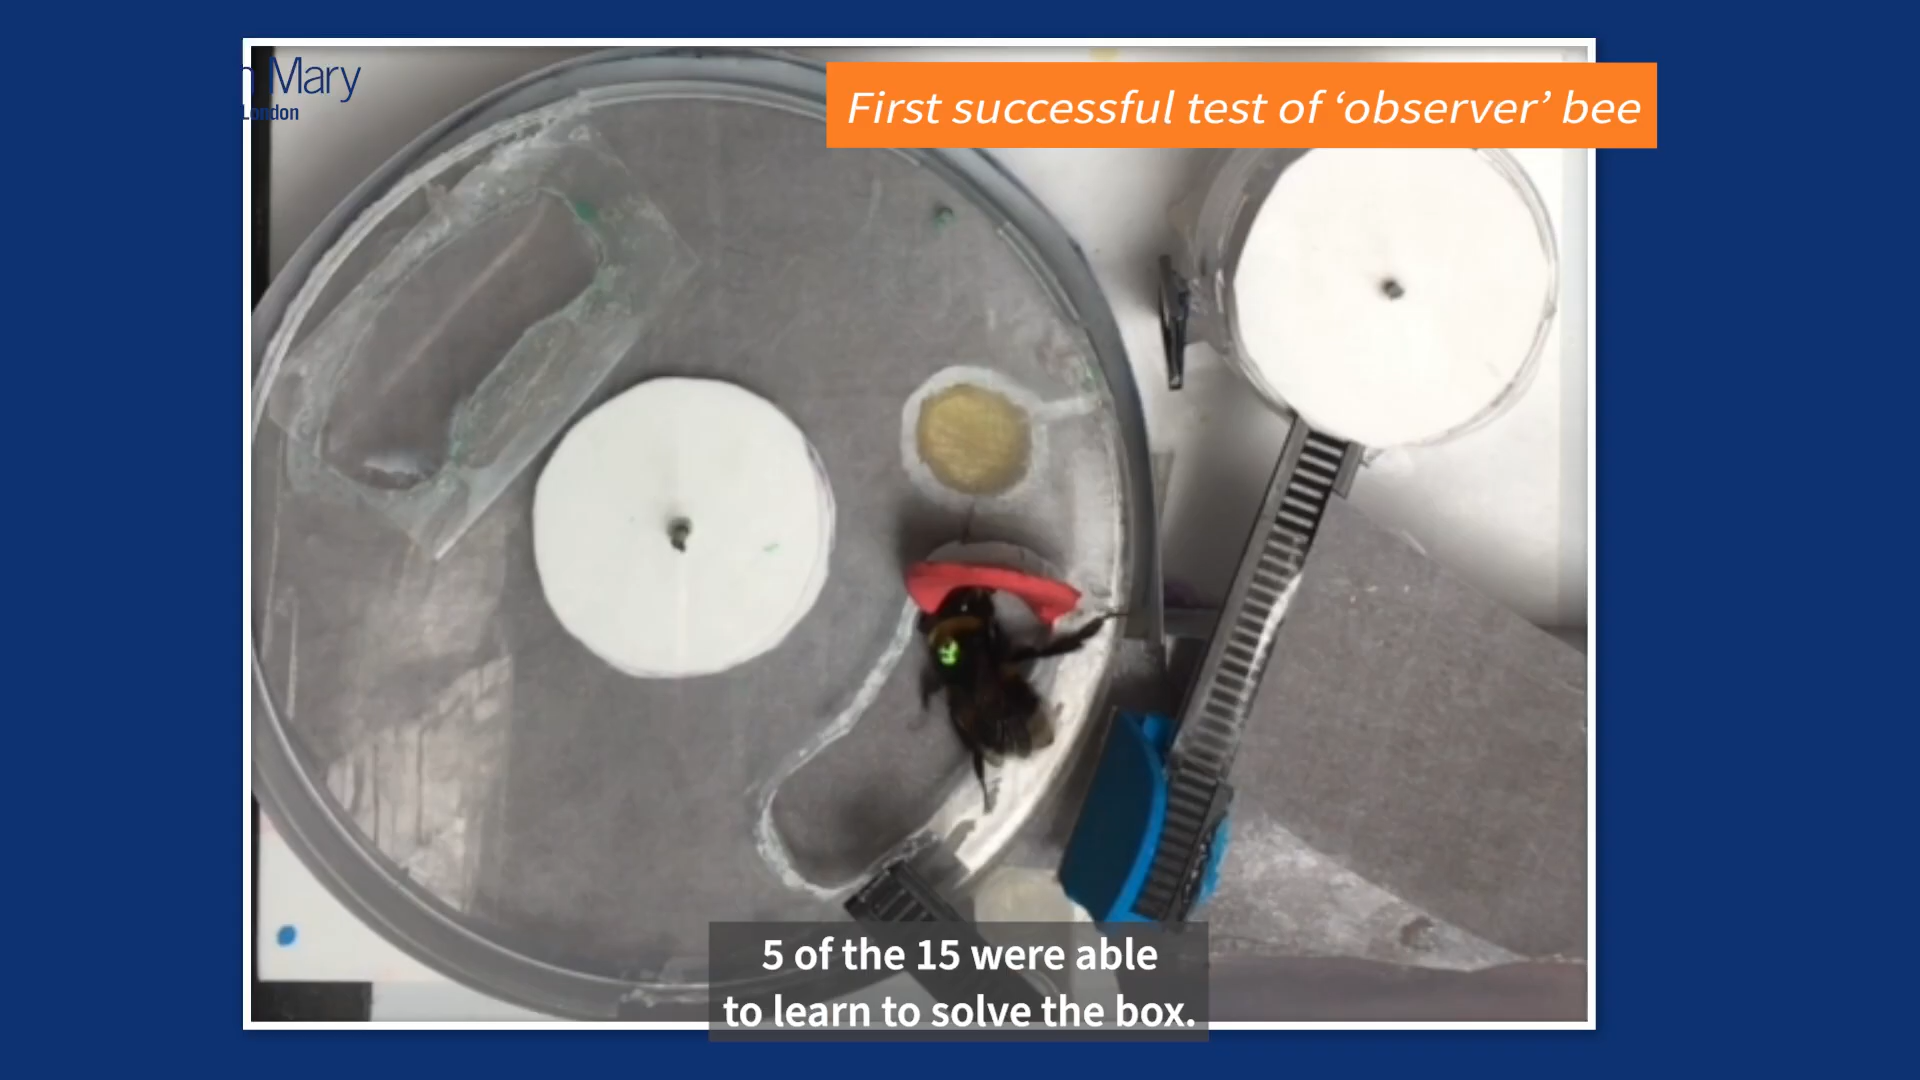 n Mary
London
First successful test of ‘observer’ bee
5 of the 15 were able
to learn to solve the box.